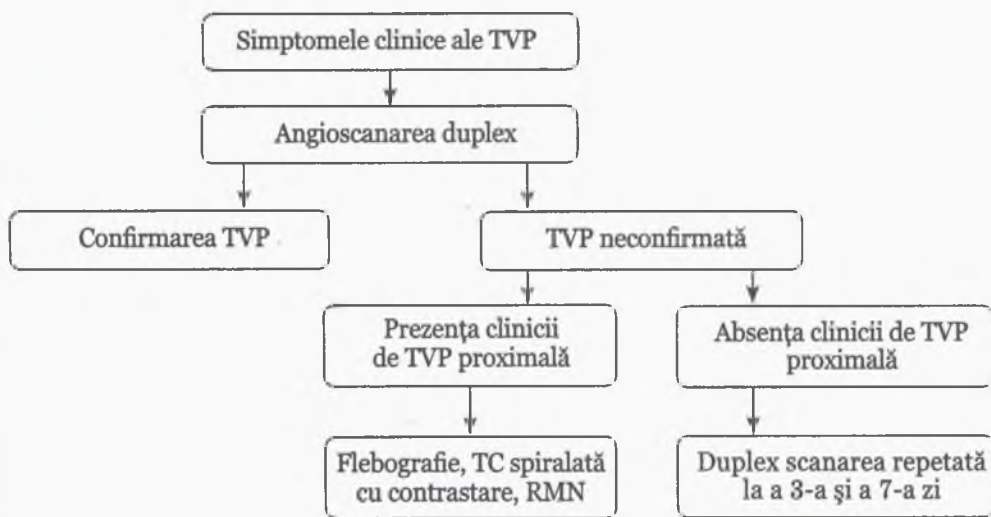 Simptomele clinice ale TVP
Angioscanarea duplex
Confirmarea TVP
TVP neconfirmată
Prezența clinicii
de TVP proximală
Absența clinicii de TVP
proximală
Flebografie, TC spiralată
cu contrastare, RMN
Duplex scanarea repetată
la a 3-a și a 7-a zi